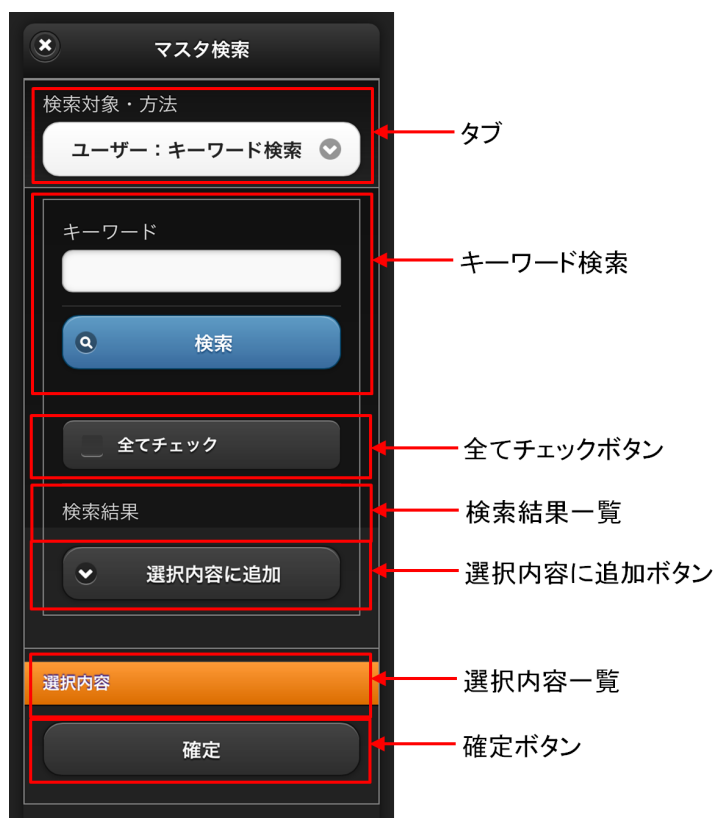 マスタ検索
検索対象・方法
ユーザー：キーワード検索
タブ
キーワード
キーワード検索
検索
全てチェック
全てチェックボタン
検索結果
検索結果一覧
選択内容に追加
選択内容に追加ボタン
選択内容
選択内容一覧
確定
確定ボタン